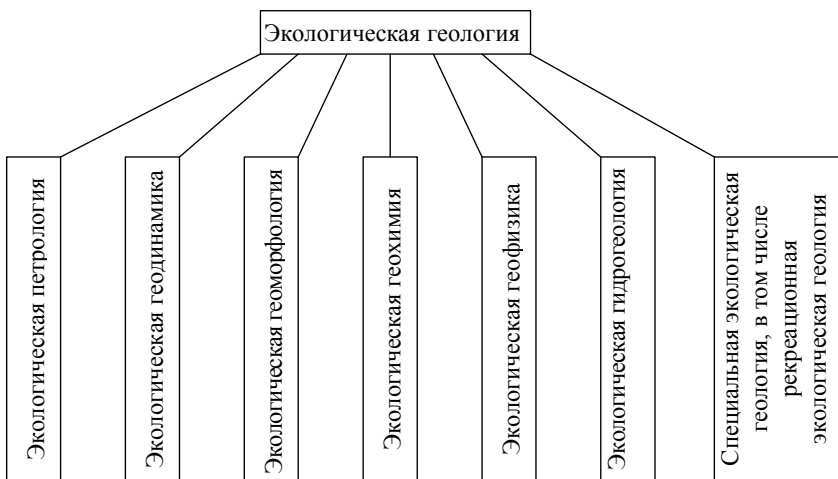 Экологическая геология
Экологическая петрология
Экологическая геодинамика
Экологическая геоморфология
Экологическая геохимия
Экологическая геофизика
Экологическая гидрогеология
Специальная экологическая
геология, в том числе
рекреационная
экологическая геология